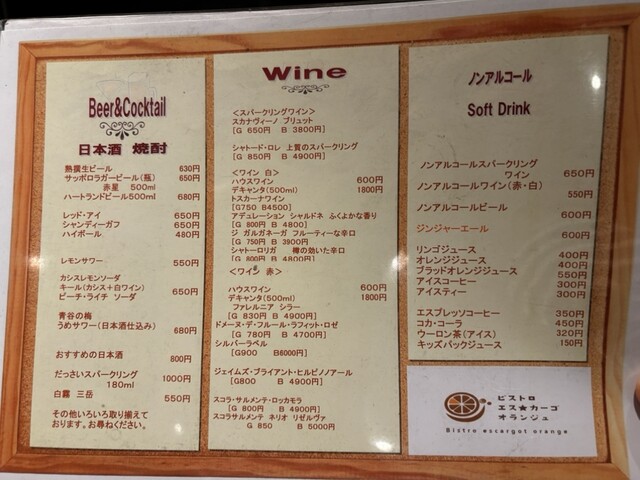 Beer&Cocktail
日本酒 焼酎
熟撰生ビール 630円
サッポロラガービール(瓶) 650円
赤星 500ml
ハートランドビール500ml 680円
レッド・アイ 650円
シャンディーガフ 650円
ハイボール 480円
レモンサワー 550円
カシスレモンソーダ
キール(カシス+白ワイン) 650円
ピーチ・ライチ ソーダ
青谷の梅
うめサワー(日本酒仕込み) 680円
おすすめの日本酒 800円
だっさいスパークリング 1000円
180ml
白霧 三岳 550円
その他いろいろ取り揃えて
おります。お尋ねください。
Wine
<スパークリングワイン>
スカナヴィーノ ブリュット
[G 650円 B 3800円]
シャトード・ロレ 上質のスパークリング
[G 850円 B 4900円]
<ワイン 白>
ハウスワイン 600円
デキャンタ(500ml) 1800円
トスカーナワイン
[G750 B4500]
アデュレーション シャルドネ ふくよかな香り
[G 800円 B 4800]
ジ ガルガネーガ フルーティーな辛口
[G 750円 B 3900円
シャトーロリガ 樽の効いた辛口
[G 800円 B 4800円]
<ワイン 赤>
ハウスワイン 600円
デキャンタ(500ml) 1800円
ファレルニア シラー
[G 830円 B 4900円]
ドメーヌ・デ・フルール・ラフィット・ロゼ
[G 780円 B 4700円]
シルバーラベル
[G900 B6000円]
ジェイムズ・ブライアント・ヒルピノノアール
[G800 B 4900円]
スコラ・サルメンテ・ロッカモラ
[G 800円 B 4900円]
スコラサルメンテ ネリオ リゼルヴァ
G 850 B 5000円
ノンアルコール
Soft Drink
ノンアルコールスパークリング
ワイン 650円
ノンアルコールワイン(赤・白)
550円
ノンアルコールビール
600円
ジンジャーエール
600円
リンゴジュース 400円
オレンジジュース 400円
ブラッドオレンジジュース 550円
アイスコーヒー 300円
アイスティー 300円
エスプレッソコーヒー 350円
コカ・コーラ 450円
ウーロン茶(アイス) 320円
キッズパックジュース 150円
ビストロ
エス★カーゴ
オランジュ
Bistro escargot orange